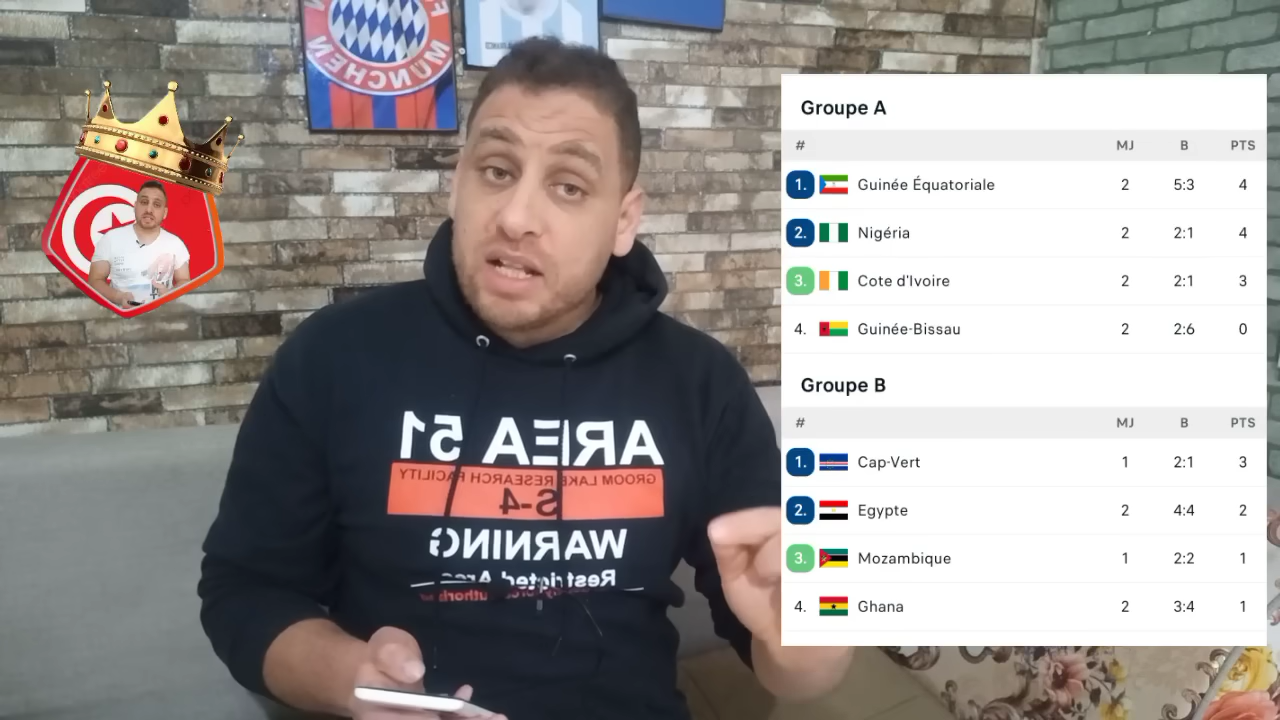 MÜNCHEN
Groupe A
# MJ B PTS
1. Guinée Équatoriale 2 5:3 4
2. Nigéria 2 2:1 4
3. Cote d'Ivoire 2 2:1 3
4. Guinée-Bissau 2 2:6 0
Groupe B
# MJ B PTS
1. Cap-Vert 1 2:1 3
2. Egypte 2 4:4 2
3. Mozambique 1 2:2 1
4. Ghana 2 3:4 1
AREA 51
GROOM LAKE RESEARCH FACILITY
S-4
WARNING
Restricted Area